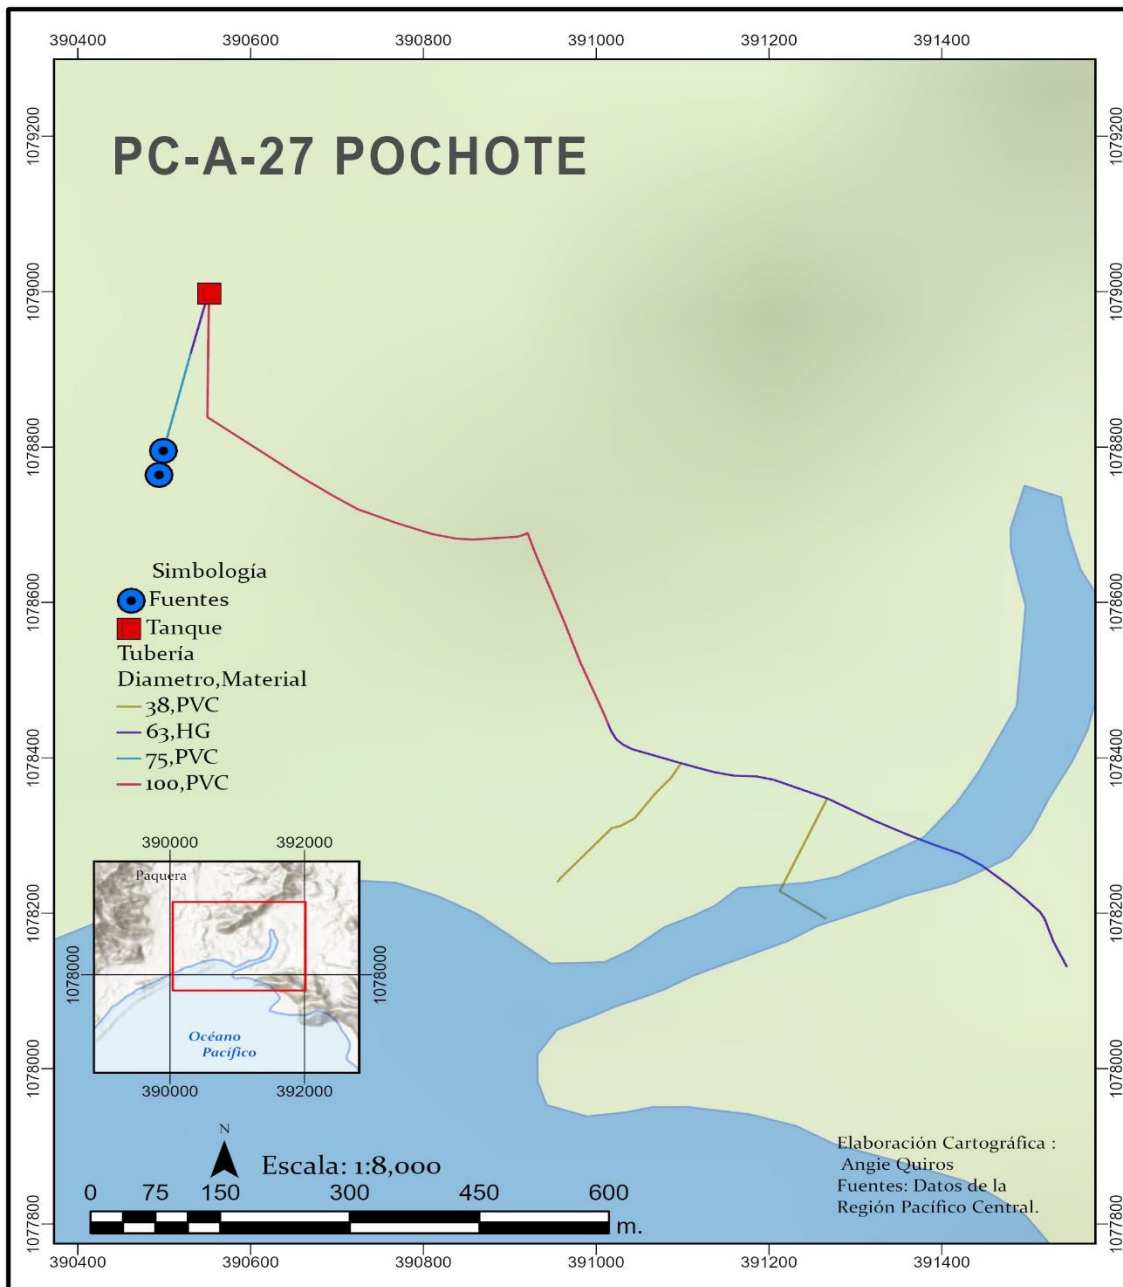 390400 390600 390800 391000 391200 391400
1079200 1079200
PC-A-27 POCHOTE
1079000 1079000
1078800 1078800
Simbología
Fuentes
Tanque
Tubería
Diametro,Material
38,PVC
63,HG
75,PVC
100,PVC
1078600 1078600
1078400 1078400
390000 392000
Paquera
1078200 1078200
1078000 1078000
Océano
Pacífico
390000 392000
1078000 1078000
N
Escala: 1:8,000
0 75 150 300 450 600
m.
Elaboración Cartográfica :
Angie Quiros
Fuentes: Datos de la
Región Pacífico Central.
1077800 1077800
390400 390600 390800 391000 391200 391400